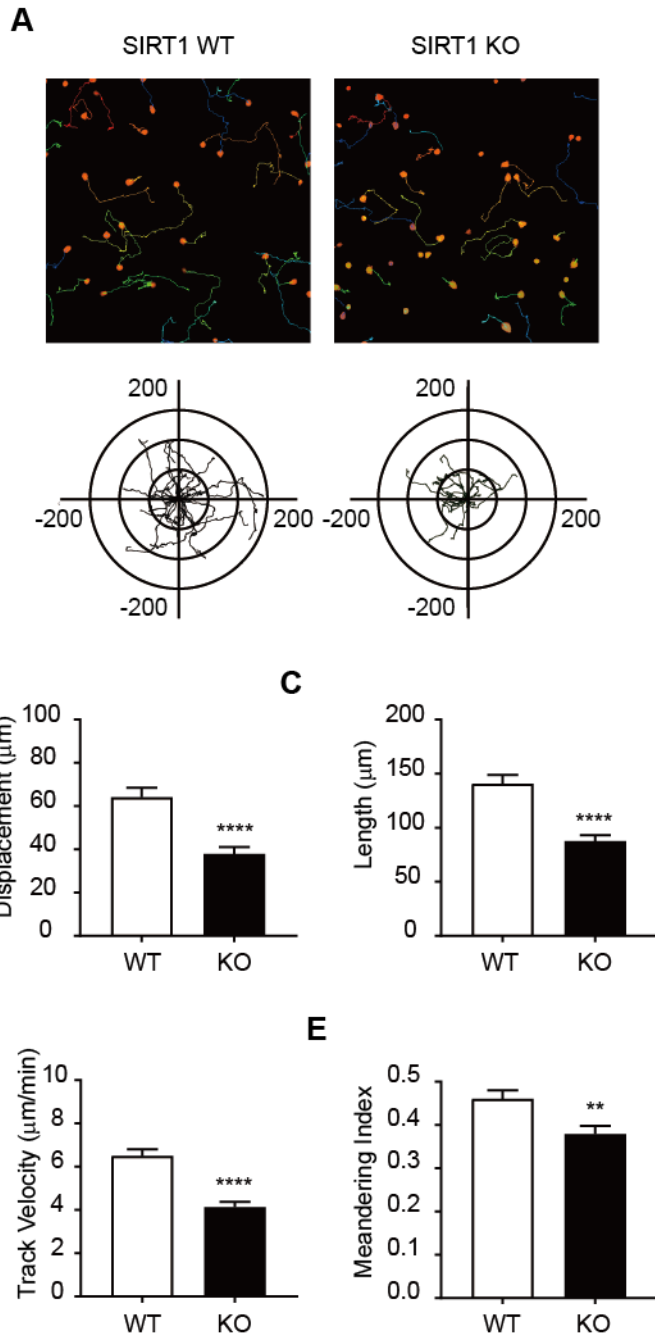 A
SIRT1 WT
SIRT1 KO
200
-200
200
-200
200
-200
200
-200
Displacement (μm)
100
80
60
40
20
0
WT
KO
****
C
Length (μm)
200
150
100
50
0
WT
KO
****
Track Velocity (μm/min)
10
8
6
4
2
0
WT
KO
****
E
Meandering Index
0.5
0.4
0.3
0.2
0.1
0.0
WT
KO
**